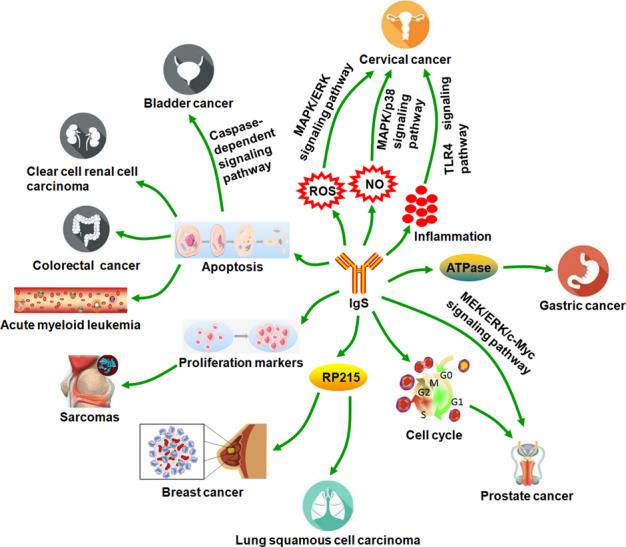 Cervical cancer
Bladder cancer
MAPK/ERK
signaling pathway
MAPK/p38
signaling
pathway
TLR4 signaling
pathway
Caspase-
dependent
signaling
pathway
Clear cell renal cell
carcinoma
ROS
NO
Inflammation
Colorectal cancer
Apoptosis
IgS
ATPase
Gastric cancer
Acute myeloid leukemia
MEK/ERK/c-Myc
signaling pathway
Proliferation markers
RP215
Sarcomas
G0
M
G2
G1
S
Cell cycle
Breast cancer
Prostate cancer
Lung squamous cell carcinoma